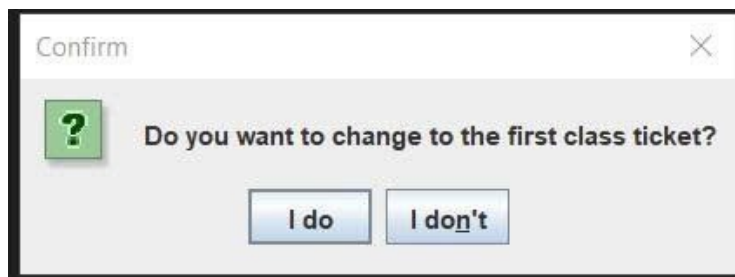 Confirm
?
Do you want to change to the first class ticket?
I do
I don't